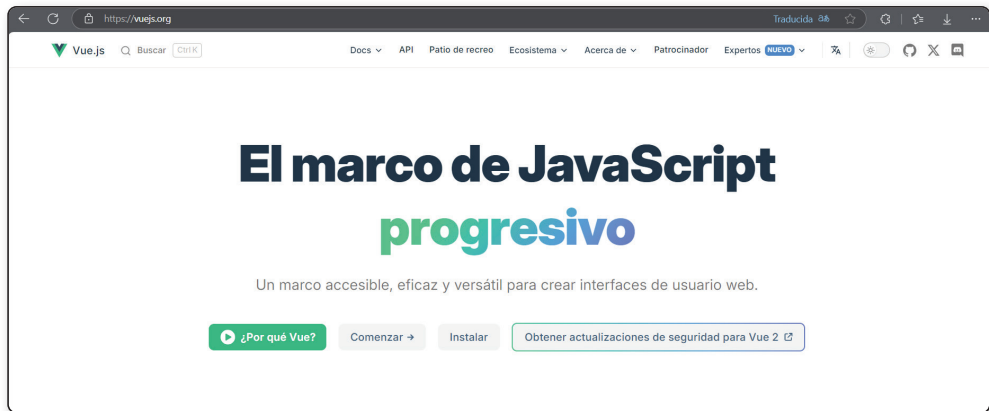 https://vuejs.org
Traducida
Vue.js
Buscar
Ctrl K
Docs
API
Patio de recreo
Ecosistema
Acerca de
Patrocinador
Expertos
NUEVO
El marco de JavaScript
progresivo
Un marco accesible, eficaz y versátil para crear interfaces de usuario web.
¿Por qué Vue?
Comenzar →
Instalar
Obtener actualizaciones de seguridad para Vue 2